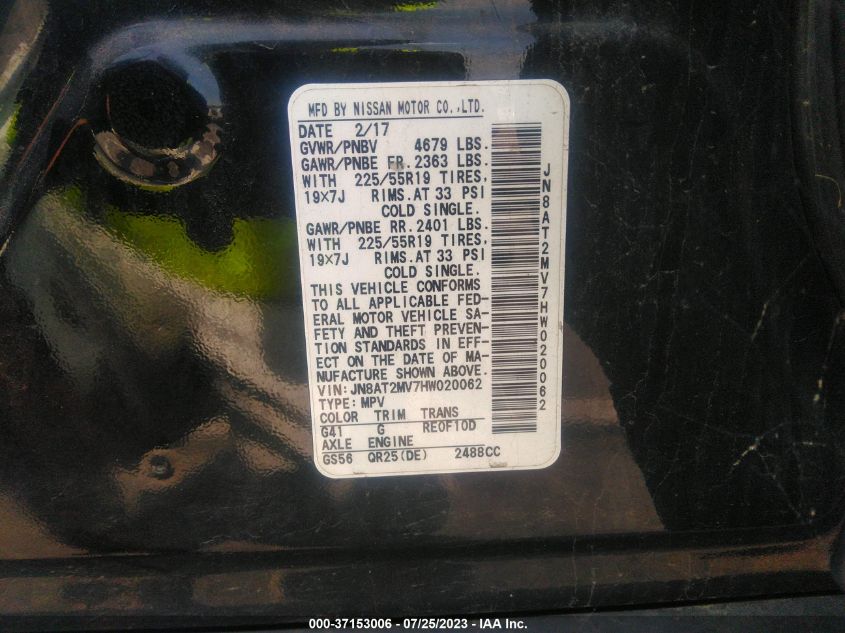 MFD BY NISSAN MOTOR CO.,LTD.
DATE 2/17
GVWR/PNBV 4679 LBS.
GAWR/PNBE FR. 2363 LBS.
WITH 225/55R19 TIRES,
19×7J RIMS.AT 33 PSI
COLD SINGLE.
GAWR/PNBE RR. 2401 LBS.
WITH 225/55R19 TIRES,
19×7J RIMS.AT 33 PSI
COLD SINGLE.
THIS VEHICLE CONFORMS
TO ALL APPLICABLE FED-
ERAL MOTOR VEHICLE SA-
FETY AND THEFT PREVEN-
TION STANDARDS IN EFF-
ECT ON THE DATE OF MA-
NUFACTURE SHOWN ABOVE.
VIN:JN8AT2MV7HW020062
TYPE:MPV
COLOR TRIM TRANS
G41 G RE0F10D
AXLE ENGINE
GS56 QR25(DE) 2488CC
JN8AT2MV7HW020062
000-37153006 - 07/25/2023 - IAA Inc.